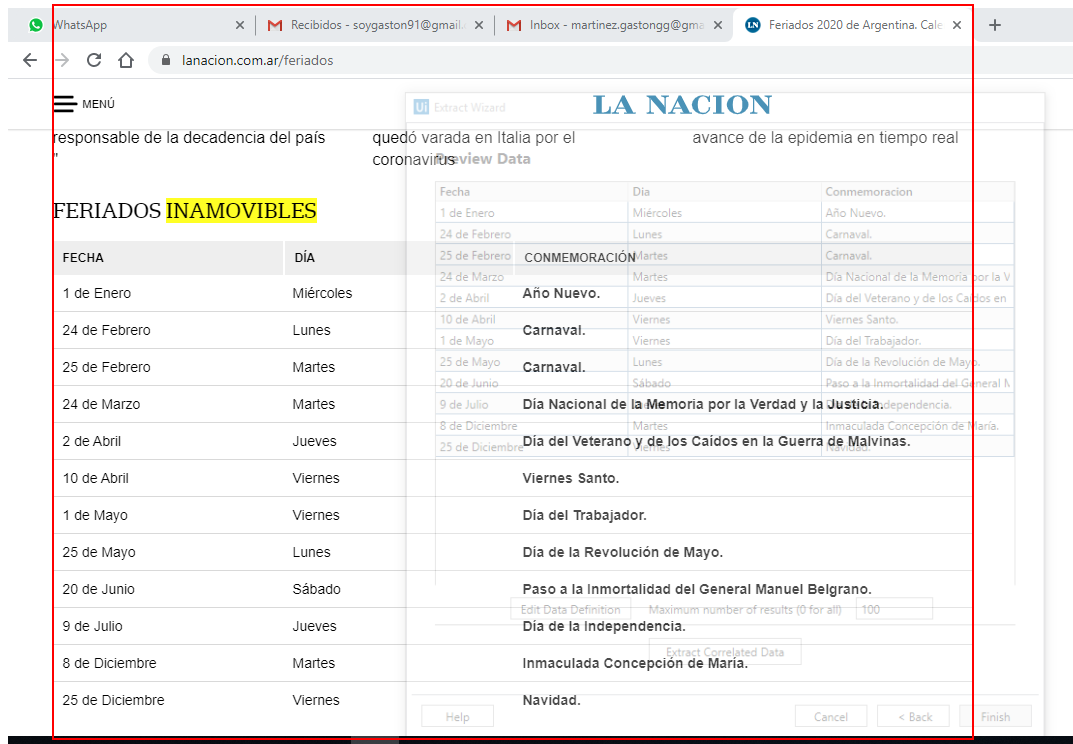 WhatsApp
Recibidos - soygaston91@gmail.
Inbox - martinez.gastongg@gma
LN Feriados 2020 de Argentina. Cale
lanacion.com.ar/feriados
MENÚ
Ui Extract Wizard
LA NACION
responsable de la decadencia del país
"
quedó varada en Italia por el
coronavirus
avance de la epidemia en tiempo real
Preview Data
FERIADOS INAMOVIBLES
FECHA DÍA CONMEMORACIÓN
1 de Enero Miércoles Año Nuevo.
24 de Febrero Lunes Carnaval.
25 de Febrero Martes Carnaval.
24 de Marzo Martes Día Nacional de la Memoria por la Verdad y la Justicia.
2 de Abril Jueves Día del Veterano y de los Caídos en la Guerra de Malvinas.
10 de Abril Viernes Viernes Santo.
1 de Mayo Viernes Día del Trabajador.
25 de Mayo Lunes Día de la Revolución de Mayo.
20 de Junio Sábado Paso a la Inmortalidad del General Manuel Belgrano.
9 de Julio Jueves Día de la Independencia.
8 de Diciembre Martes Inmaculada Concepción de María.
25 de Diciembre Viernes Navidad.
Fecha Dia Conmemoracion
1 de Enero Miércoles Año Nuevo.
24 de Febrero Lunes Carnaval.
25 de Febrero Martes Carnaval.
24 de Marzo Martes Día Nacional de la Memoria por la V
2 de Abril Jueves Día del Veterano y de los Caídos en
10 de Abril Viernes Viernes Santo.
1 de Mayo Viernes Día del Trabajador.
25 de Mayo Lunes Día de la Revolución de Mayo.
20 de Junio Sábado Paso a la Inmortalidad del General M
9 de Julio Independencia.
8 de Diciembre Martes Inmaculada Concepción de María.
25 de Diciembre Viernes Navidad.
Edit Data Definition Maximum number of results (0 for all) 100
Extract Correlated Data
Help Cancel < Back Finish